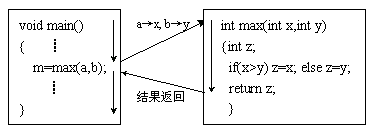 void main()
{
m=max(a,b);
}
a→x, b→y
结果返回
int max(int x,int y)
{int z;
if(x>y) z=x; else z=y;
return z;
}